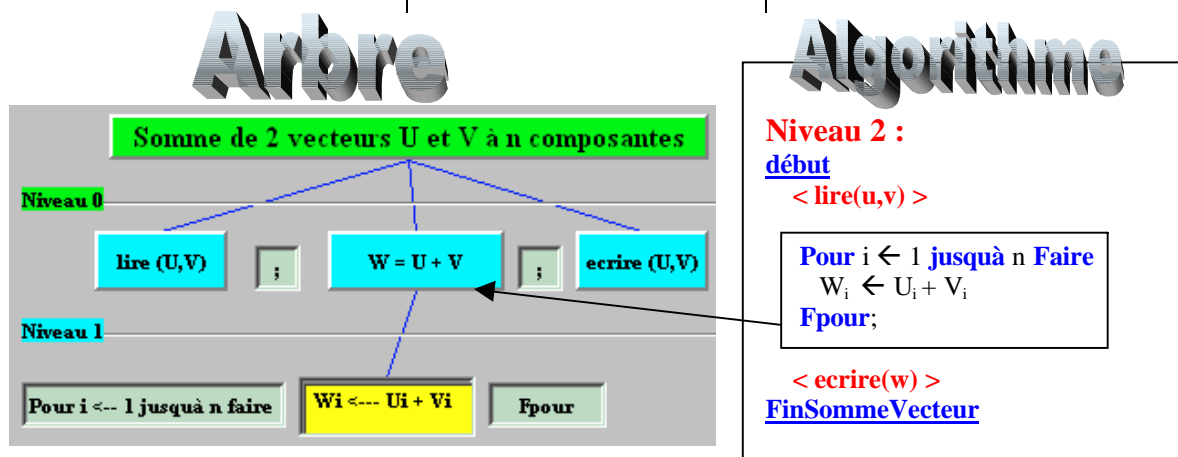 Arbre
Somme de 2 vecteurs U et V à n composantes
Niveau 0
lire (U,V)
;
W = U + V
;
ecrire (U,V)
Niveau 1
Pour i <-- 1 jusquà n faire
Wi <--- Ui + Vi
Fpour
Algorithme
Niveau 2 :
début
< lire(u,v) >
Pour i ← 1 jusquà n Faire
Wᵢ ← Uᵢ + Vᵢ
Fpour;
< ecrire(w) >
FinSommeVecteur